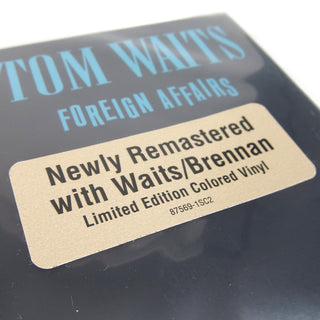 TOM WAITS
FOREIGN AFFAIRS
Newly Remastered
with Waits/Brennan
Limited Edition Colored Vinyl
87569-1SC2